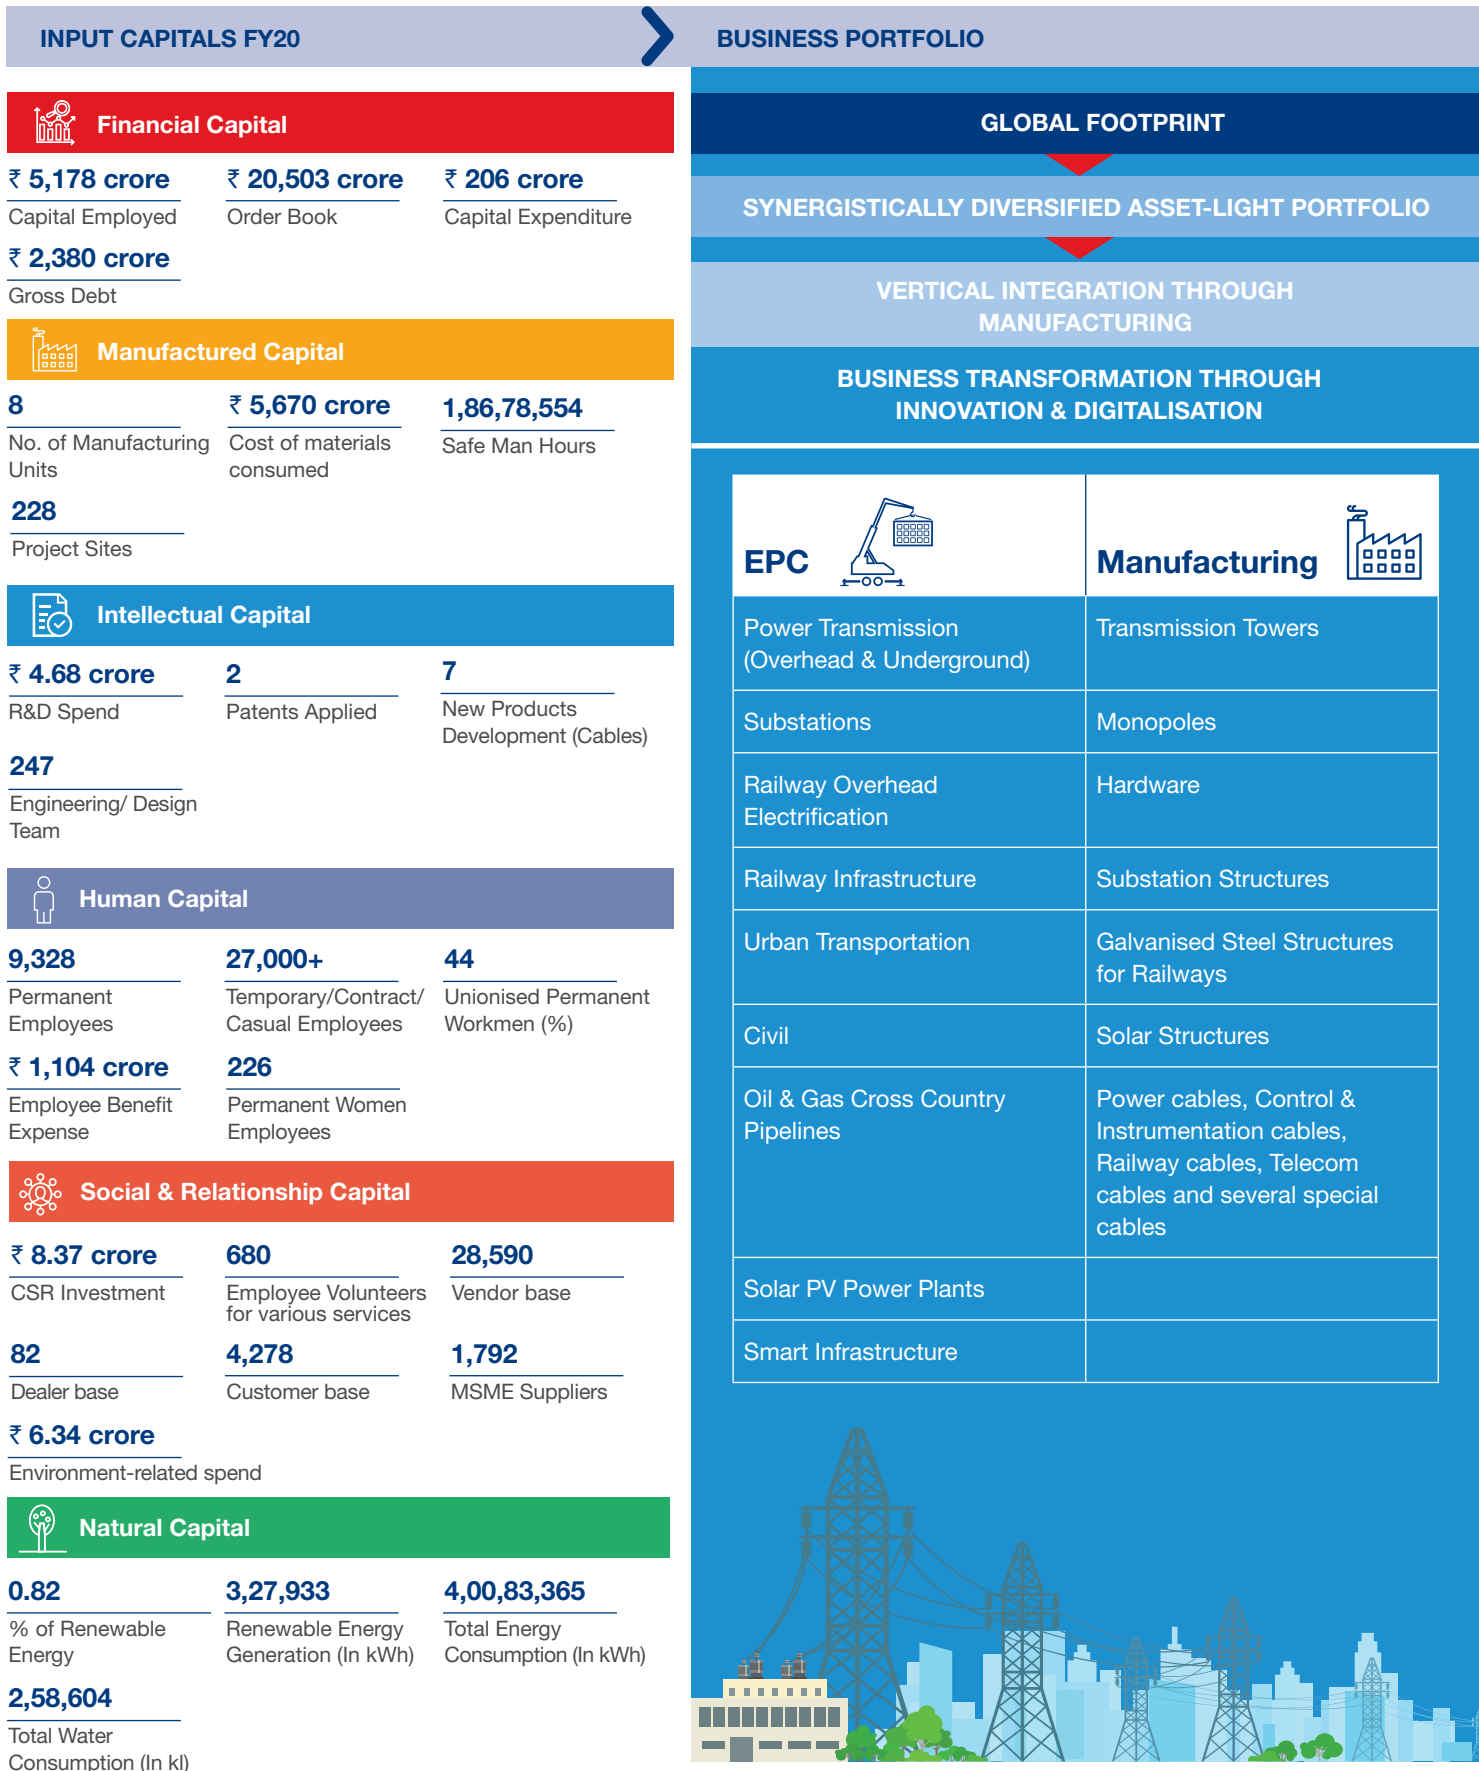 INPUT CAPITALS FY20
Financial Capital
₹ 5,178 crore
Capital Employed
₹ 20,503 crore
Order Book
₹ 206 crore
Capital Expenditure
₹ 2,380 crore
Gross Debt
Manufactured Capital
8
No. of Manufacturing
Units
₹ 5,670 crore
Cost of materials
consumed
1,86,78,554
Safe Man Hours
228
Project Sites
Intellectual Capital
₹ 4.68 crore
R&D Spend
2
Patents Applied
7
New Products
Development (Cables)
247
Engineering/ Design
Team
Human Capital
9,328
Permanent
Employees
27,000+
Temporary/Contract/
Casual Employees
44
Unionised Permanent
Workmen (%)
₹ 1,104 crore
Employee Benefit
Expense
226
Permanent Women
Employees
Social & Relationship Capital
₹ 8.37 crore
CSR Investment
680
Employee Volunteers
for various services
28,590
Vendor base
82
Dealer base
4,278
Customer base
1,792
MSME Suppliers
₹ 6.34 crore
Environment-related spend
Natural Capital
0.82
% of Renewable
Energy
3,27,933
Renewable Energy
Generation (In kWh)
4,00,83,365
Total Energy
Consumption (In kWh)
2,58,604
Total Water
Consumption (In kl)
BUSINESS PORTFOLIO
GLOBAL FOOTPRINT
SYNERGISTICALLY DIVERSIFIED ASSET-LIGHT PORTFOLIO
VERTICAL INTEGRATION THROUGH
MANUFACTURING
BUSINESS TRANSFORMATION THROUGH
INNOVATION & DIGITALISATION
EPC
Manufacturing
Power Transmission
(Overhead & Underground)
Transmission Towers
Substations
Monopoles
Railway Overhead
Electrification
Hardware
Railway Infrastructure
Substation Structures
Urban Transportation
Galvanised Steel Structures
for Railways
Civil
Solar Structures
Oil & Gas Cross Country
Pipelines
Power cables, Control &
Instrumentation cables,
Railway cables, Telecom
cables and several special
cables
Solar PV Power Plants
Smart Infrastructure